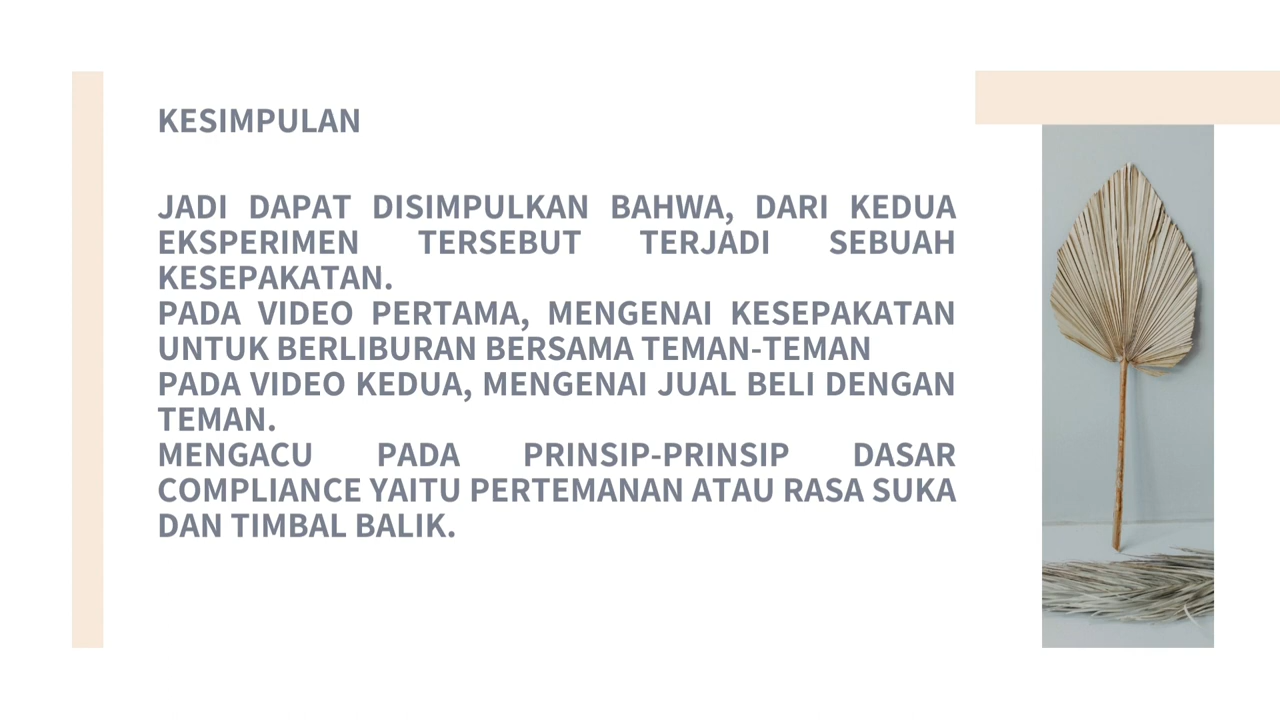 KESIMPULAN
JADI DAPAT DISIMPULKAN BAHWA, DARI KEDUA
EKSPERIMEN TERSEBUT TERJADI SEBUAH
KESEPAKATAN.
PADA VIDEO PERTAMA, MENGENAI KESEPAKATAN
UNTUK BERLIBURAN BERSAMA TEMAN-TEMAN
PADA VIDEO KEDUA, MENGENAI JUAL BELI DENGAN
TEMAN.
MENGACU PADA PRINSIP-PRINSIP DASAR
COMPLIANCE YAITU PERTEMANAN ATAU RASA SUKA
DAN TIMBAL BALIK.